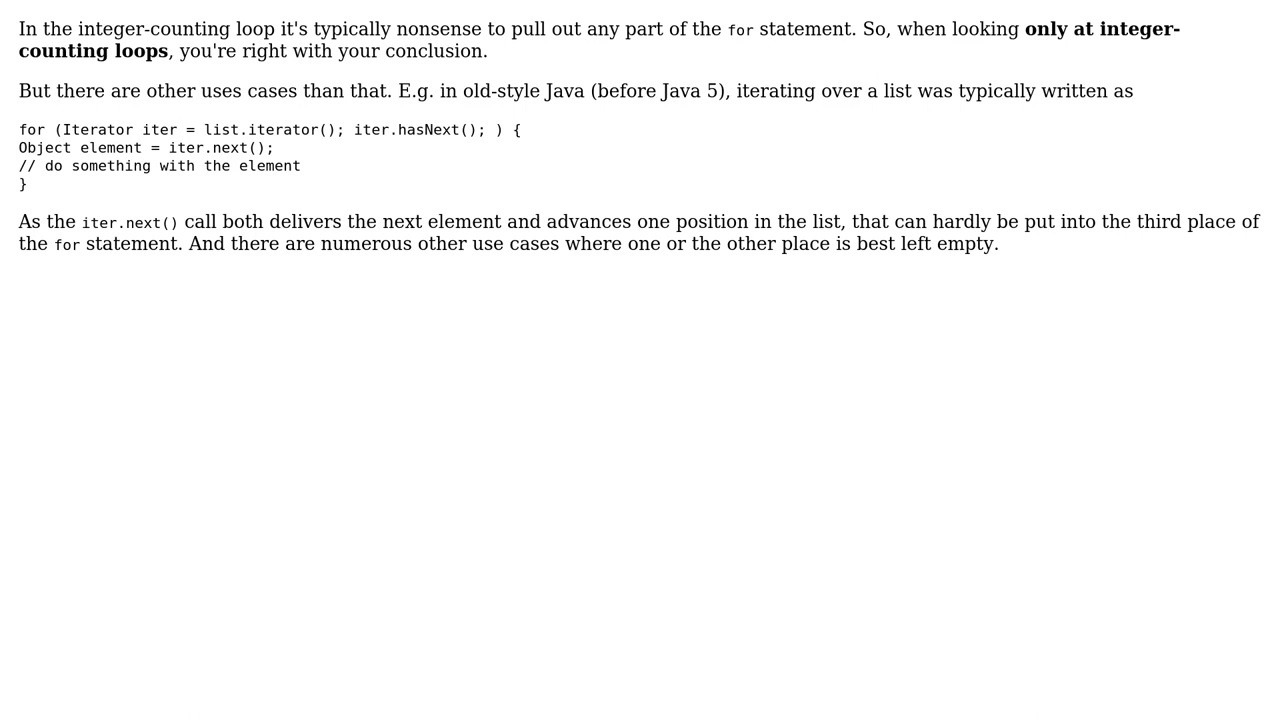 In the integer-counting loop it's typically nonsense to pull out any part of the for statement. So, when looking only at integer-
counting loops, you're right with your conclusion.
But there are other uses cases than that. E.g. in old-style Java (before Java 5), iterating over a list was typically written as
for (Iterator iter = list.iterator(); iter.hasNext(); ) {
Object element = iter.next();
// do something with the element
}
As the iter.next() call both delivers the next element and advances one position in the list, that can hardly be put into the third place of
the for statement. And there are numerous other use cases where one or the other place is best left empty.